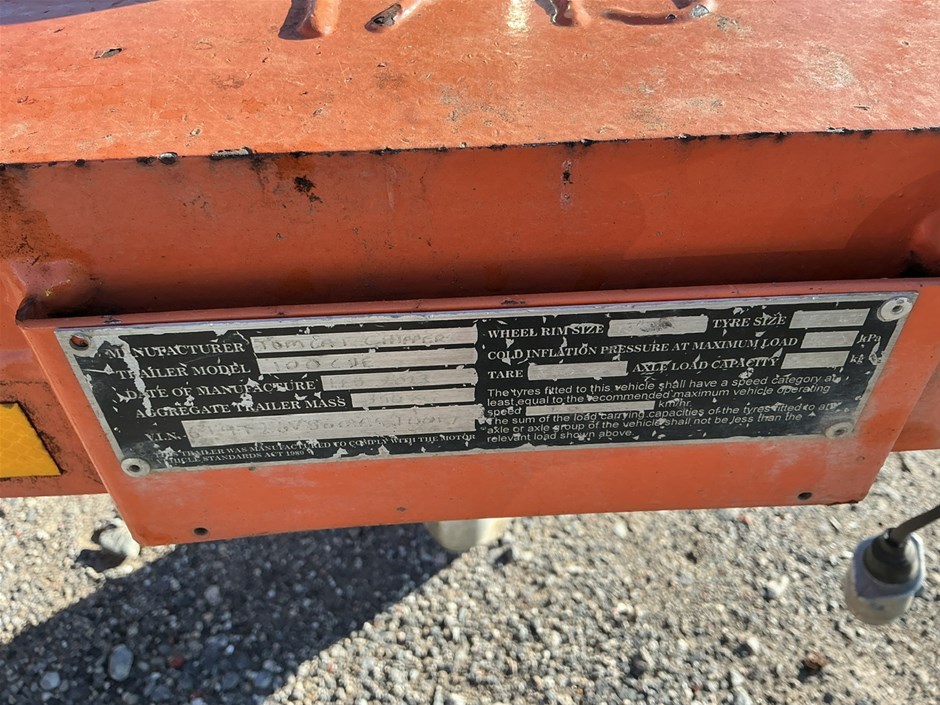 MANUFACTURER TOMCAT CHIPPER
TRAILER MODEL
DATE OF MANUFACTURE
AGGREGATE TRAILER MASS
V.I.N.
TRAILER WAS MANUFACTURED TO COMPLY WITH THE MOTOR
VEHICLE STANDARDS ACT 1989
WHEEL RIM SIZE TYRE SIZE
COLD INFLATION PRESSURE AT MAXIMUM LOAD kPa
TARE AXLE LOAD CAPACITY kg
The tyres fitted to this vehicle shall have a speed category at
least equal to the recommended maximum vehicle operating
speed km/hr.
The sum of the load carrying capacities of the tyres fitted to an
axle or axle group of the vehicle shall not be less than the
relevant load shown above.